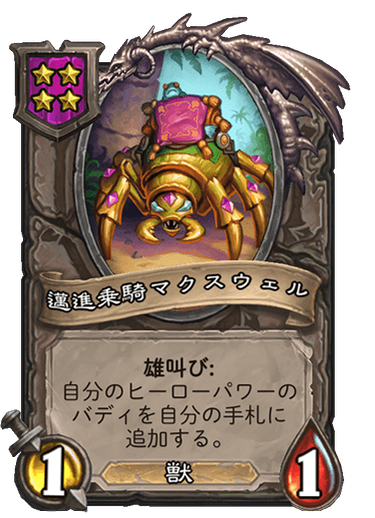 邁進乗騎マクスウェル
雄叫び:
自分のヒーローパワーの
バディを自分の手札に
追加する。
1
獣
1